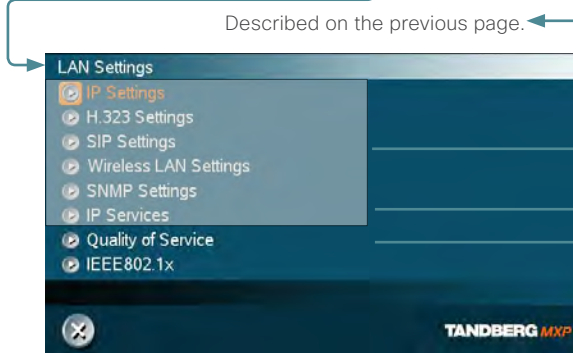 Described on the previous page.
LAN Settings
IP Settings
H.323 Settings
SIP Settings
Wireless LAN Settings
SNMP Settings
IP Services
Quality of Service
IEEE802.1x
TANDBERG MXP